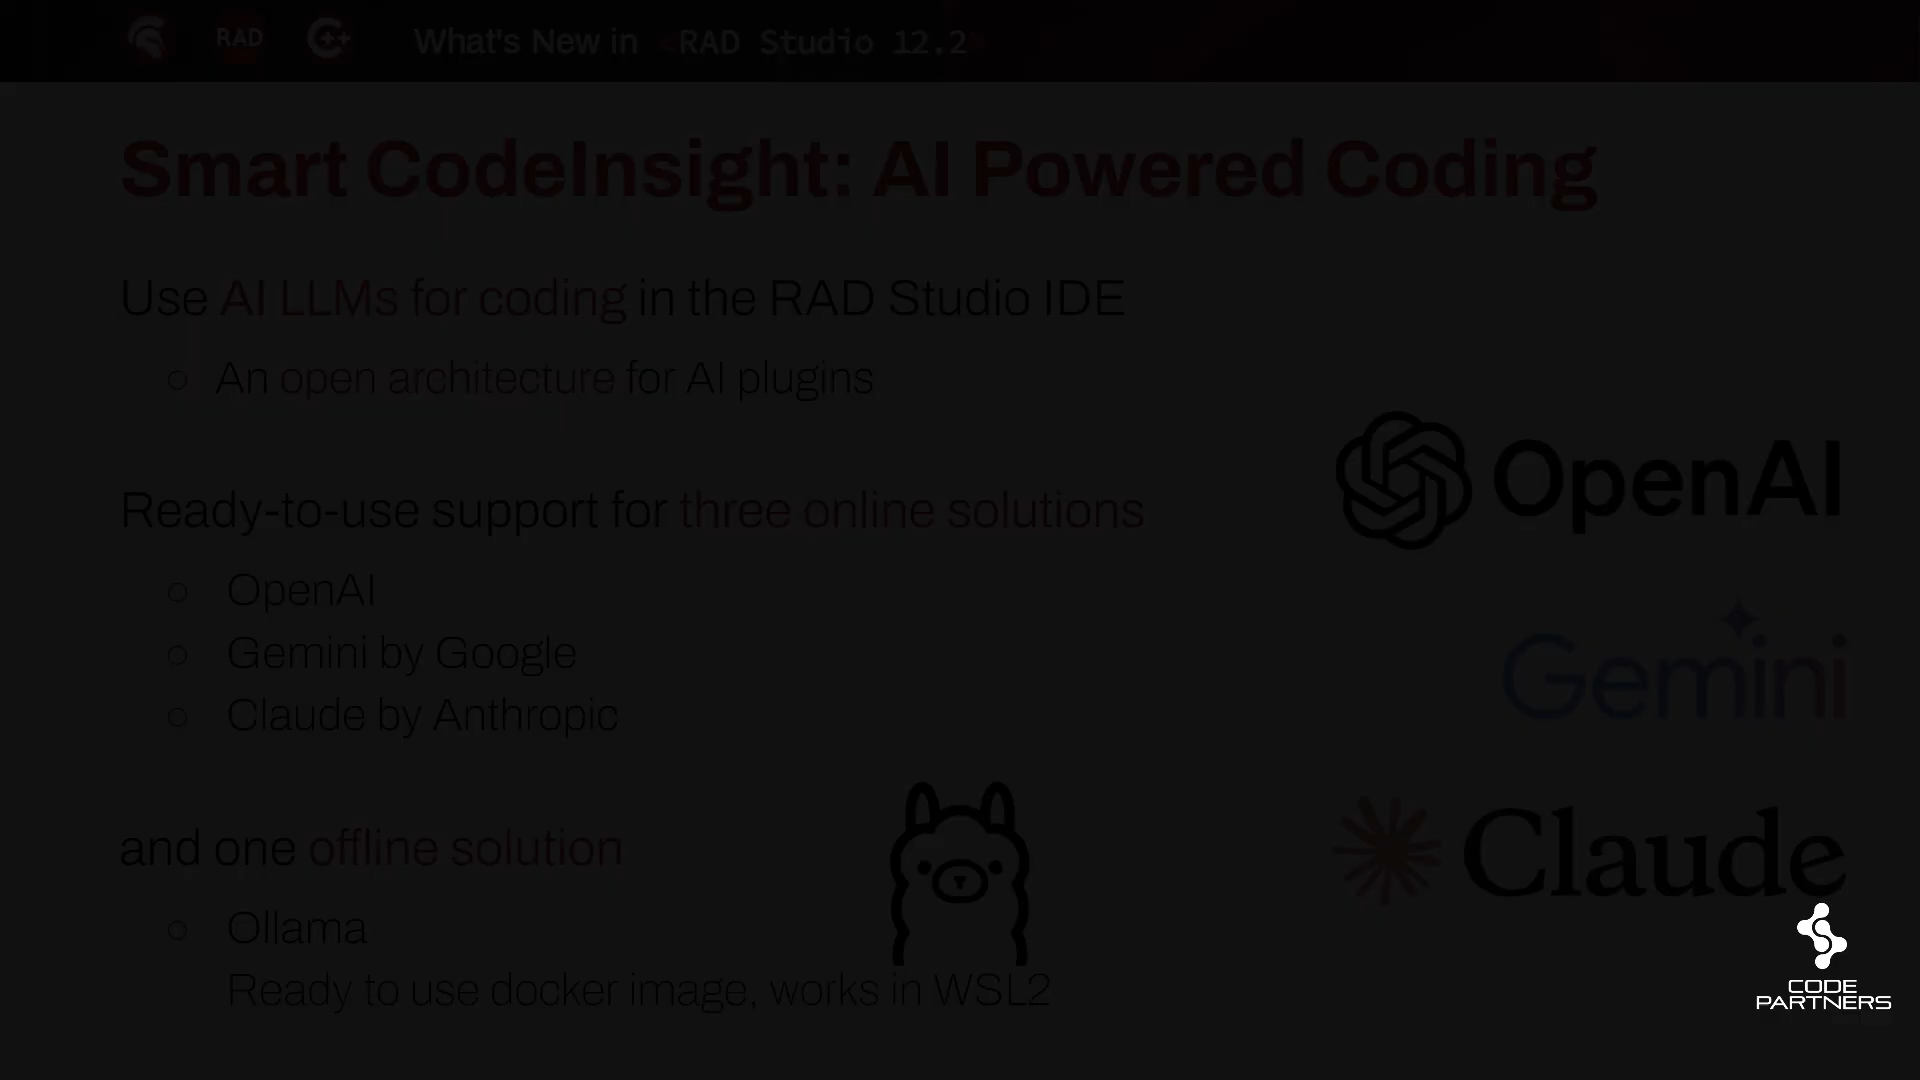 RAD C++ What's New in <RAD Studio 12.2>
Smart CodeInsight: AI Powered Coding
Use AI LLMs for coding in the RAD Studio IDE
○ An open architecture for AI plugins
Ready-to-use support for three online solutions
○ OpenAI
○ Gemini by Google
○ Claude by Anthropic
and one offline solution
○ Ollama
Ready to use docker image, works in WSL2
OpenAI
Gemini
Claude
CODE
PARTNERS